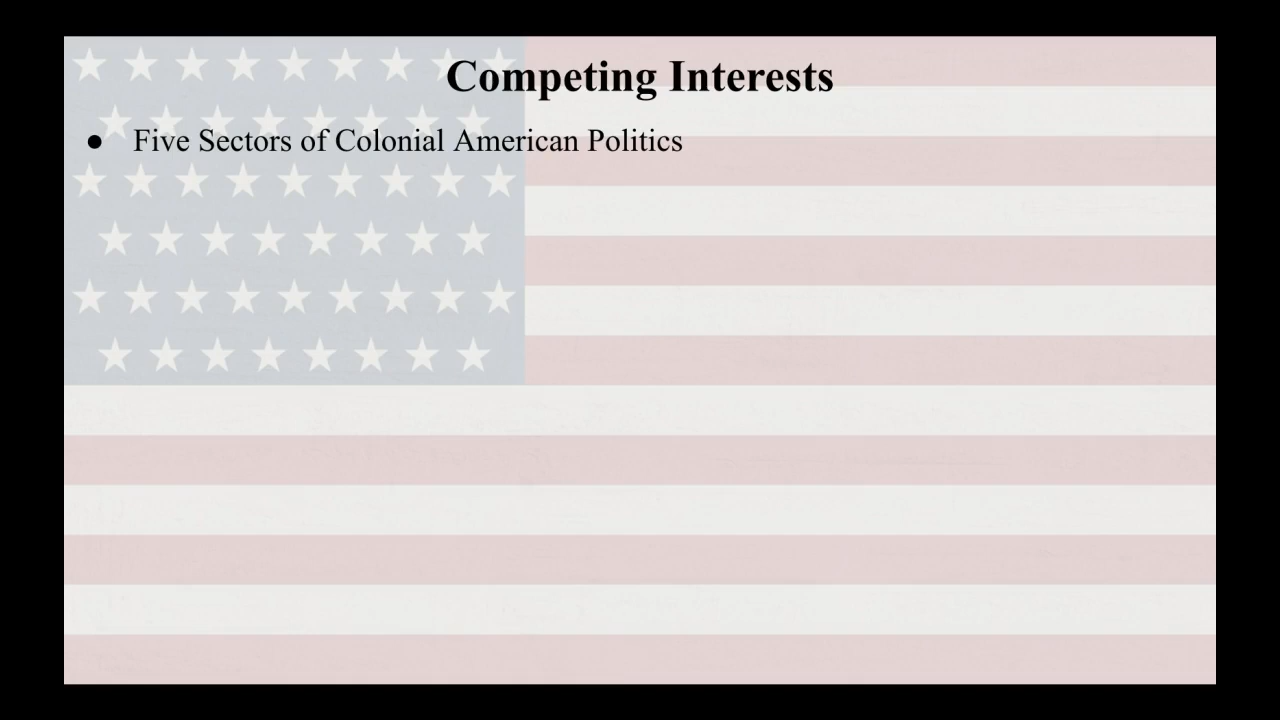 Competing Interests
● Five Sectors of Colonial American Politics